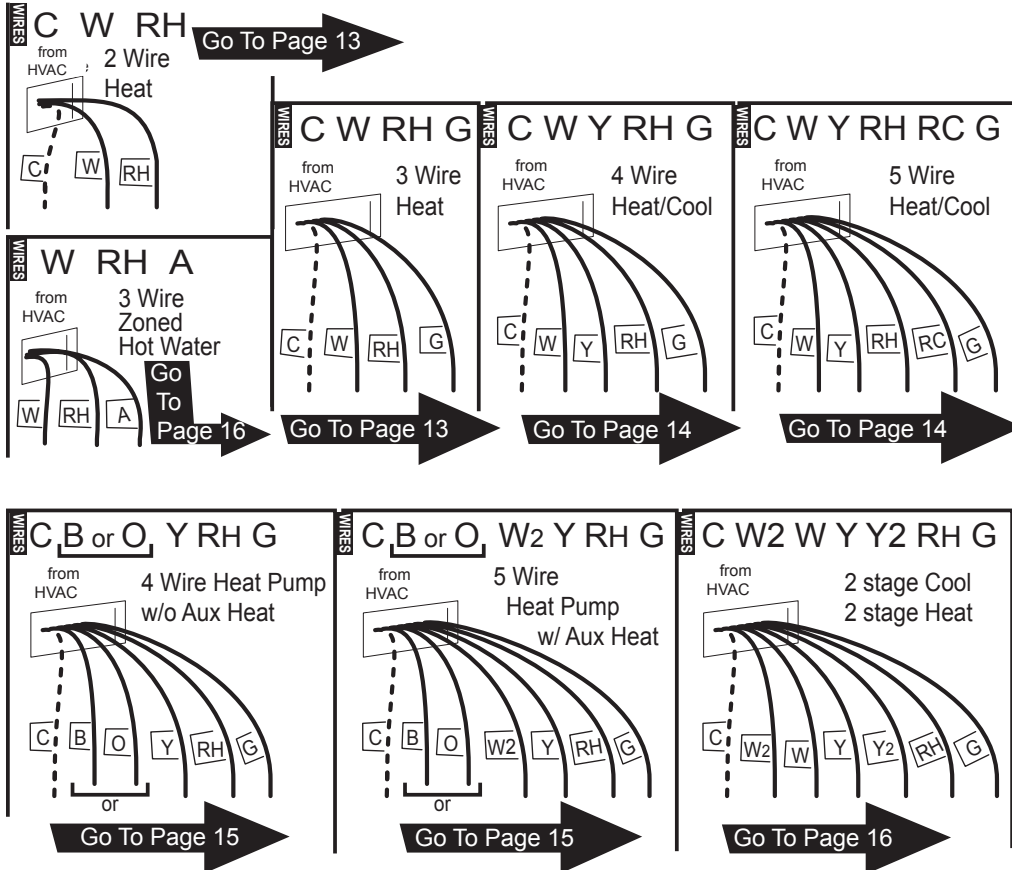 WIRES
C W RH
Go To Page 13
from
HVAC
2 Wire
Heat
C W RH
WIRES
W RH A
from
HVAC
3 Wire
Zoned
Hot Water
W RH A
Go
To
Page 16
WIRES
C W RH G
from
HVAC
3 Wire
Heat
C W RH G
Go To Page 13
WIRES
C W Y RH G
from
HVAC
4 Wire
Heat/Cool
C W Y RH G
Go To Page 14
WIRES
C W Y RH RC G
from
HVAC
5 Wire
Heat/Cool
C W Y RH RC G
Go To Page 14
WIRES
C B or O Y RH G
from
HVAC
4 Wire Heat Pump
w/o Aux Heat
C B O Y RH G
or
Go To Page 15
WIRES
C B or O W2 Y RH G
from
HVAC
5 Wire
Heat Pump
w/ Aux Heat
C B O W2 Y RH G
or
Go To Page 15
WIRES
C W2 W Y Y2 RH G
from
HVAC
2 stage Cool
2 stage Heat
C W2 W Y Y2 RH G
Go To Page 16